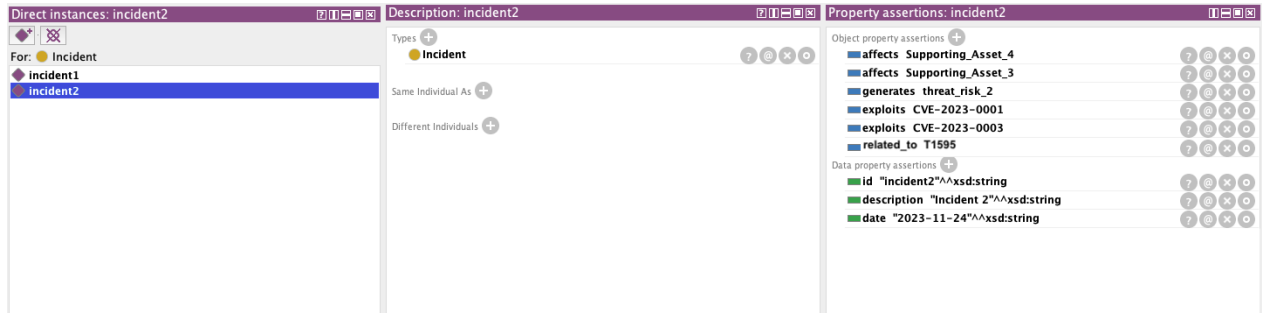 Direct instances: incident2
For: Incident
incident1
incident2
Description: incident2
Types
Incident
Same Individual As
Different Individuals
Property assertions: incident2
Object property assertions
affects Supporting_Asset_4
affects Supporting_Asset_3
generates threat_risk_2
exploits CVE-2023-0001
exploits CVE-2023-0003
related_to T1595
Data property assertions
id "incident2"^^xsd:string
description "Incident 2"^^xsd:string
date "2023-11-24"^^xsd:string